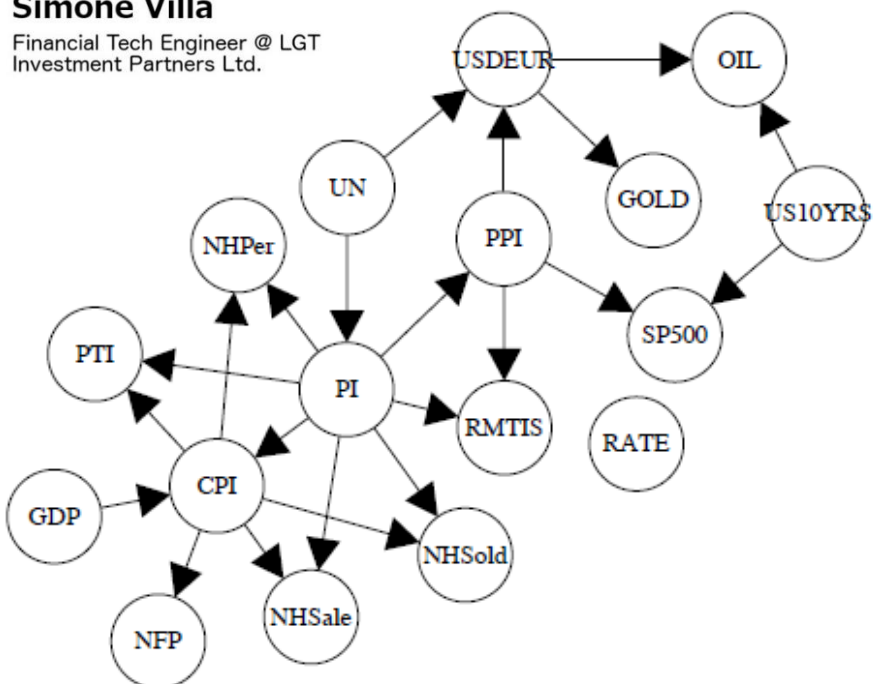 Simone Villa
Financial Tech Engineer @ LGT
Investment Partners Ltd.
USDEUR
OIL
UN
GOLD
US10YRS
NHPer
PPI
SP500
PTI
PI
RMTIS
RATE
CPI
GDP
NHSold
NHSale
NFP